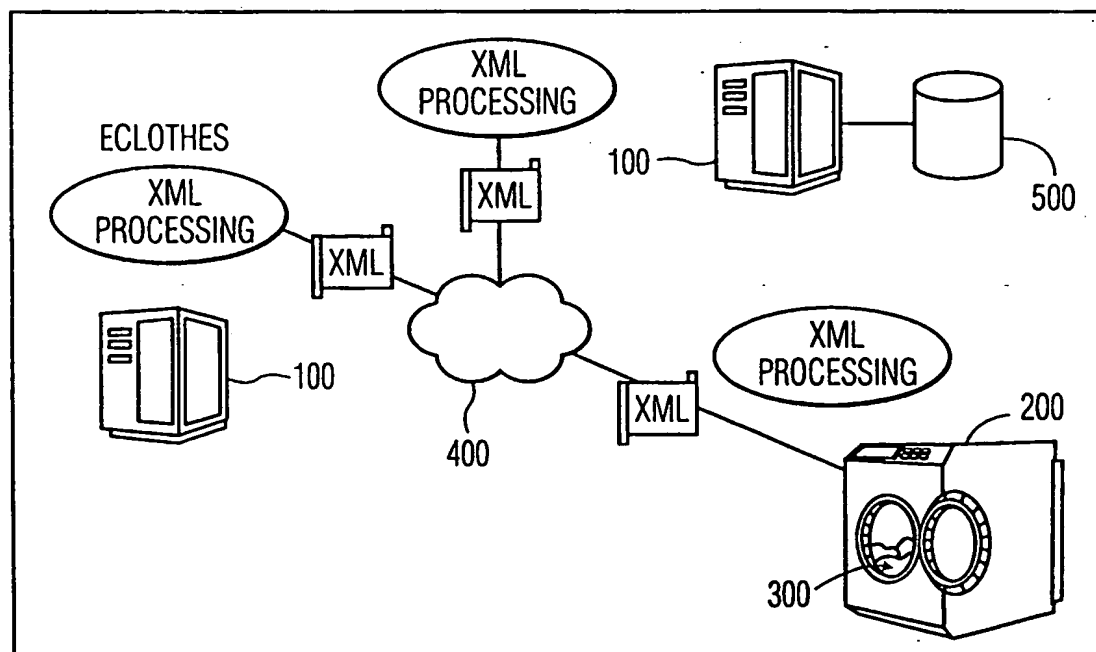 XML
PROCESSING
ECLOTHES
XML
PROCESSING
XML
XML
100
500
100
400
XML
PROCESSING
XML
200
300